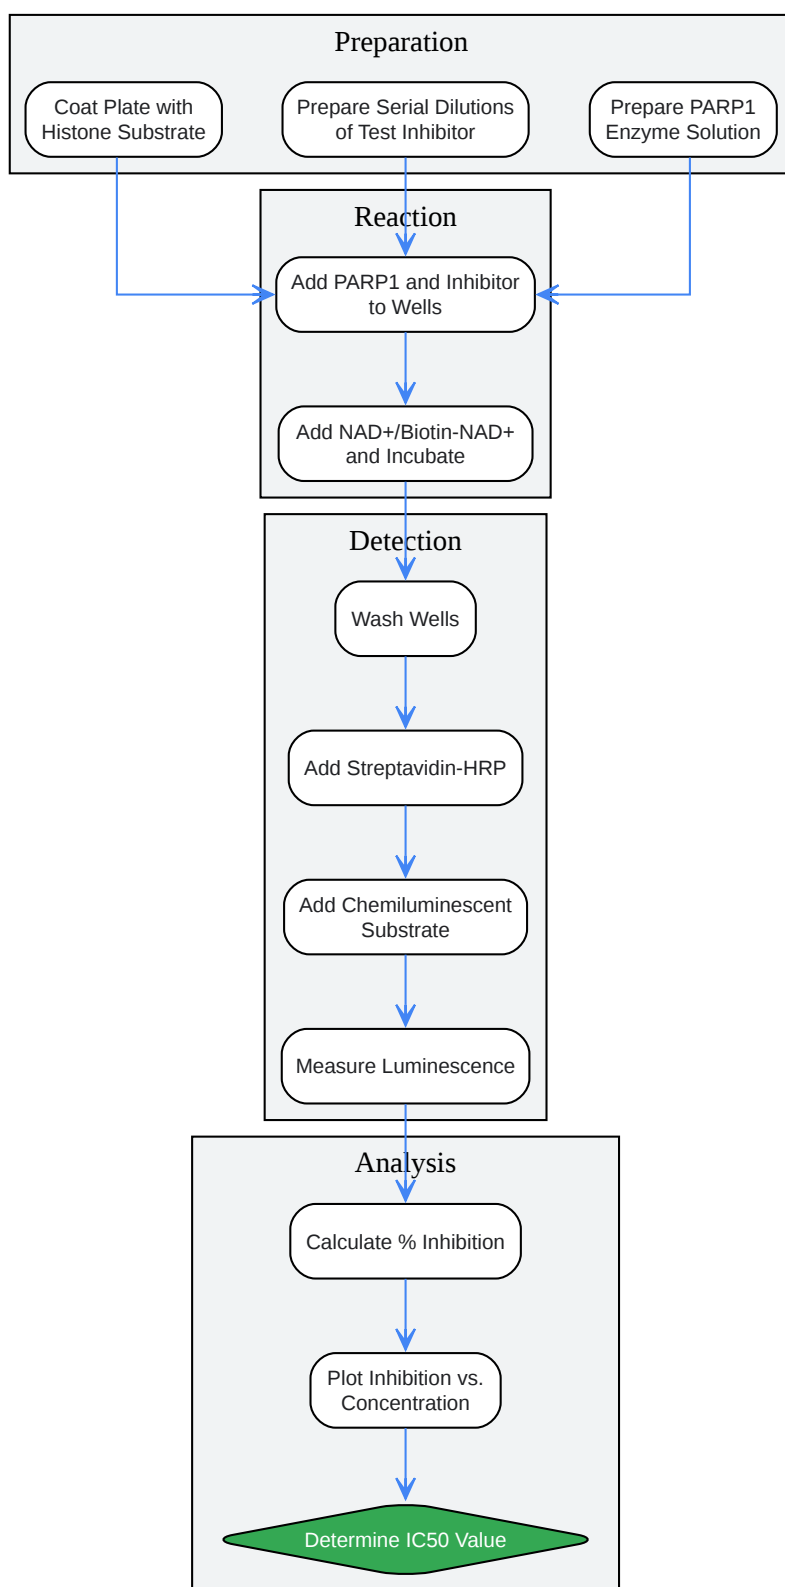 Preparation
Coat Plate with
Histone Substrate
Prepare Serial Dilutions
of Test Inhibitor
Prepare PARP1
Enzyme Solution
Reaction
Add PARP1 and Inhibitor
to Wells
Add NAD+/Biotin-NAD+
and Incubate
Detection
Wash Wells
Add Streptavidin-HRP
Add Chemiluminescent
Substrate
Measure Luminescence
Analysis
Calculate % Inhibition
Plot Inhibition vs.
Concentration
Determine IC50 Value